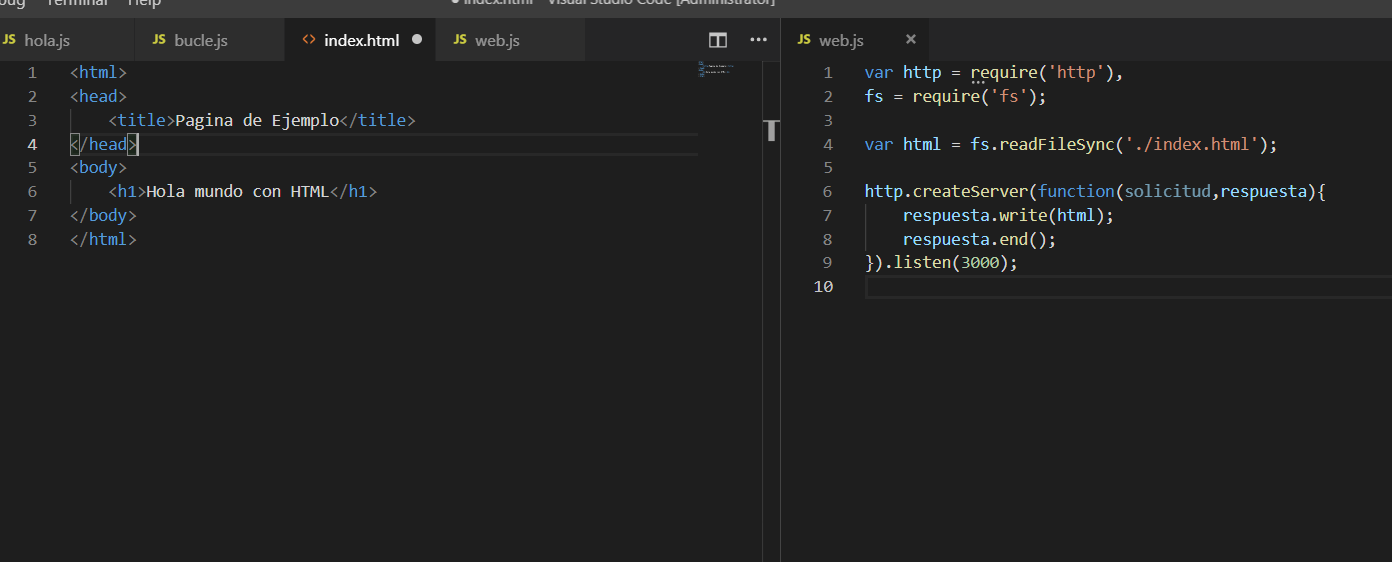 Terminal Help index.html - Visual Studio Code [Administrator]
JS hola.js JS bucle.js <> index.html JS web.js ... JS web.js ×
1 <html>
2 <head>
3 <title>Pagina de Ejemplo</title>
4 </head>
5 <body>
6 <h1>Hola mundo con HTML</h1>
7 </body>
8 </html>
1 var http = require('http'),
2 fs = require('fs');
3
4 var html = fs.readFileSync('./index.html');
5
6 http.createServer(function(solicitud,respuesta){
7 respuesta.write(html);
8 respuesta.end();
9 }).listen(3000);
10